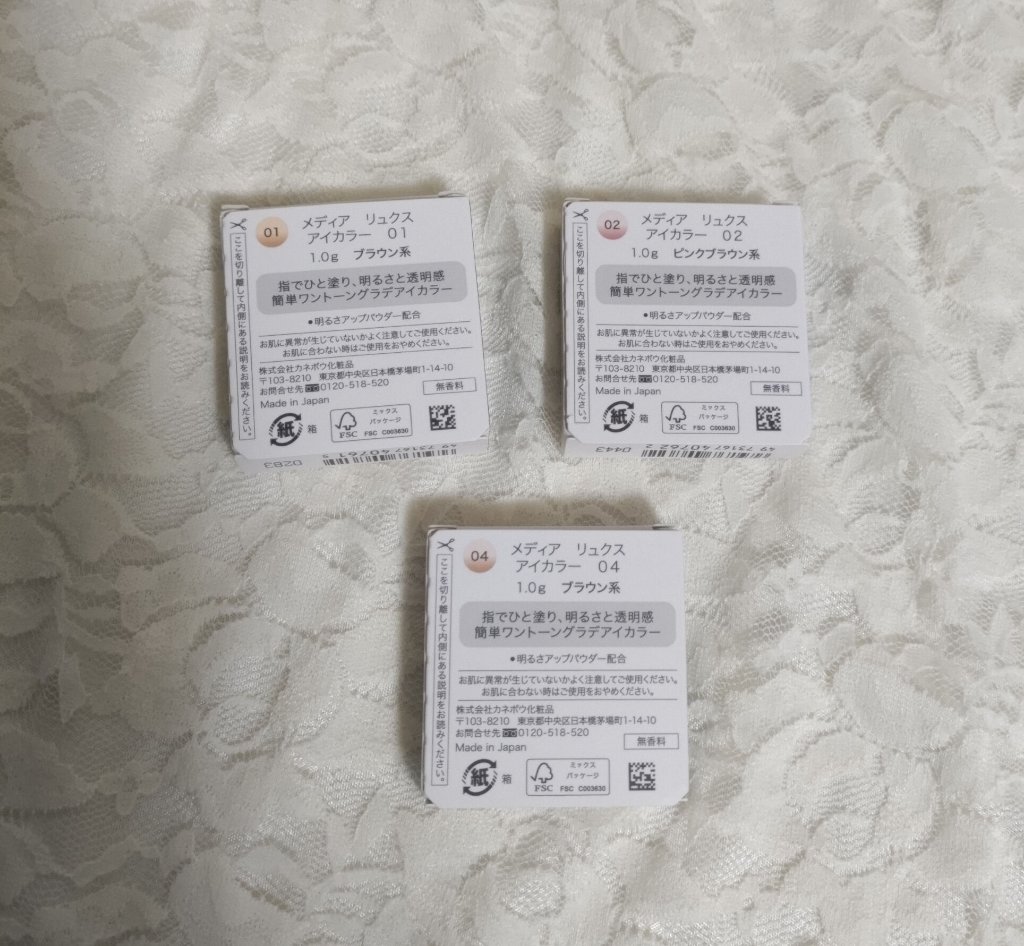 01
メディア　リュクス
アイカラー　01
1.0g　ブラウン系
指でひと塗り、明るさと透明感
簡単ワントーングラデアイカラー
●明るさアップパウダー配合
お肌に異常が生じていないかよく注意してご使用ください。
お肌に合わない時はご使用をおやめください。
株式会社カネボウ化粧品
〒103-8210　東京都中央区日本橋茅場町1-14-10
お問合せ先 0120-518-520
Made in Japan
無香料
紙 箱
FSC
ミックス
パッケージ
FSC C003630
ここを切り離して内側にある説明をお読みください。
0283
02
メディア　リュクス
アイカラー　02
1.0g　ピンクブラウン系
指でひと塗り、明るさと透明感
簡単ワントーングラデアイカラー
●明るさアップパウダー配合
お肌に異常が生じていないかよく注意してご使用ください。
お肌に合わない時はご使用をおやめください。
株式会社カネボウ化粧品
〒103-8210　東京都中央区日本橋茅場町1-14-10
お問合せ先 0120-518-520
Made in Japan
無香料
紙 箱
FSC
ミックス
パッケージ
FSC C003630
ここを切り離して内側にある説明をお読みください。
0443
04
メディア　リュクス
アイカラー　04
1.0g　ブラウン系
指でひと塗り、明るさと透明感
簡単ワントーングラデアイカラー
●明るさアップパウダー配合
お肌に異常が生じていないかよく注意してご使用ください。
お肌に合わない時はご使用をおやめください。
株式会社カネボウ化粧品
〒103-8210　東京都中央区日本橋茅場町1-14-10
お問合せ先 0120-518-520
Made in Japan
無香料
紙 箱
FSC
ミックス
パッケージ
FSC C003630
ここを切り離して内側にある説明をお読みください。